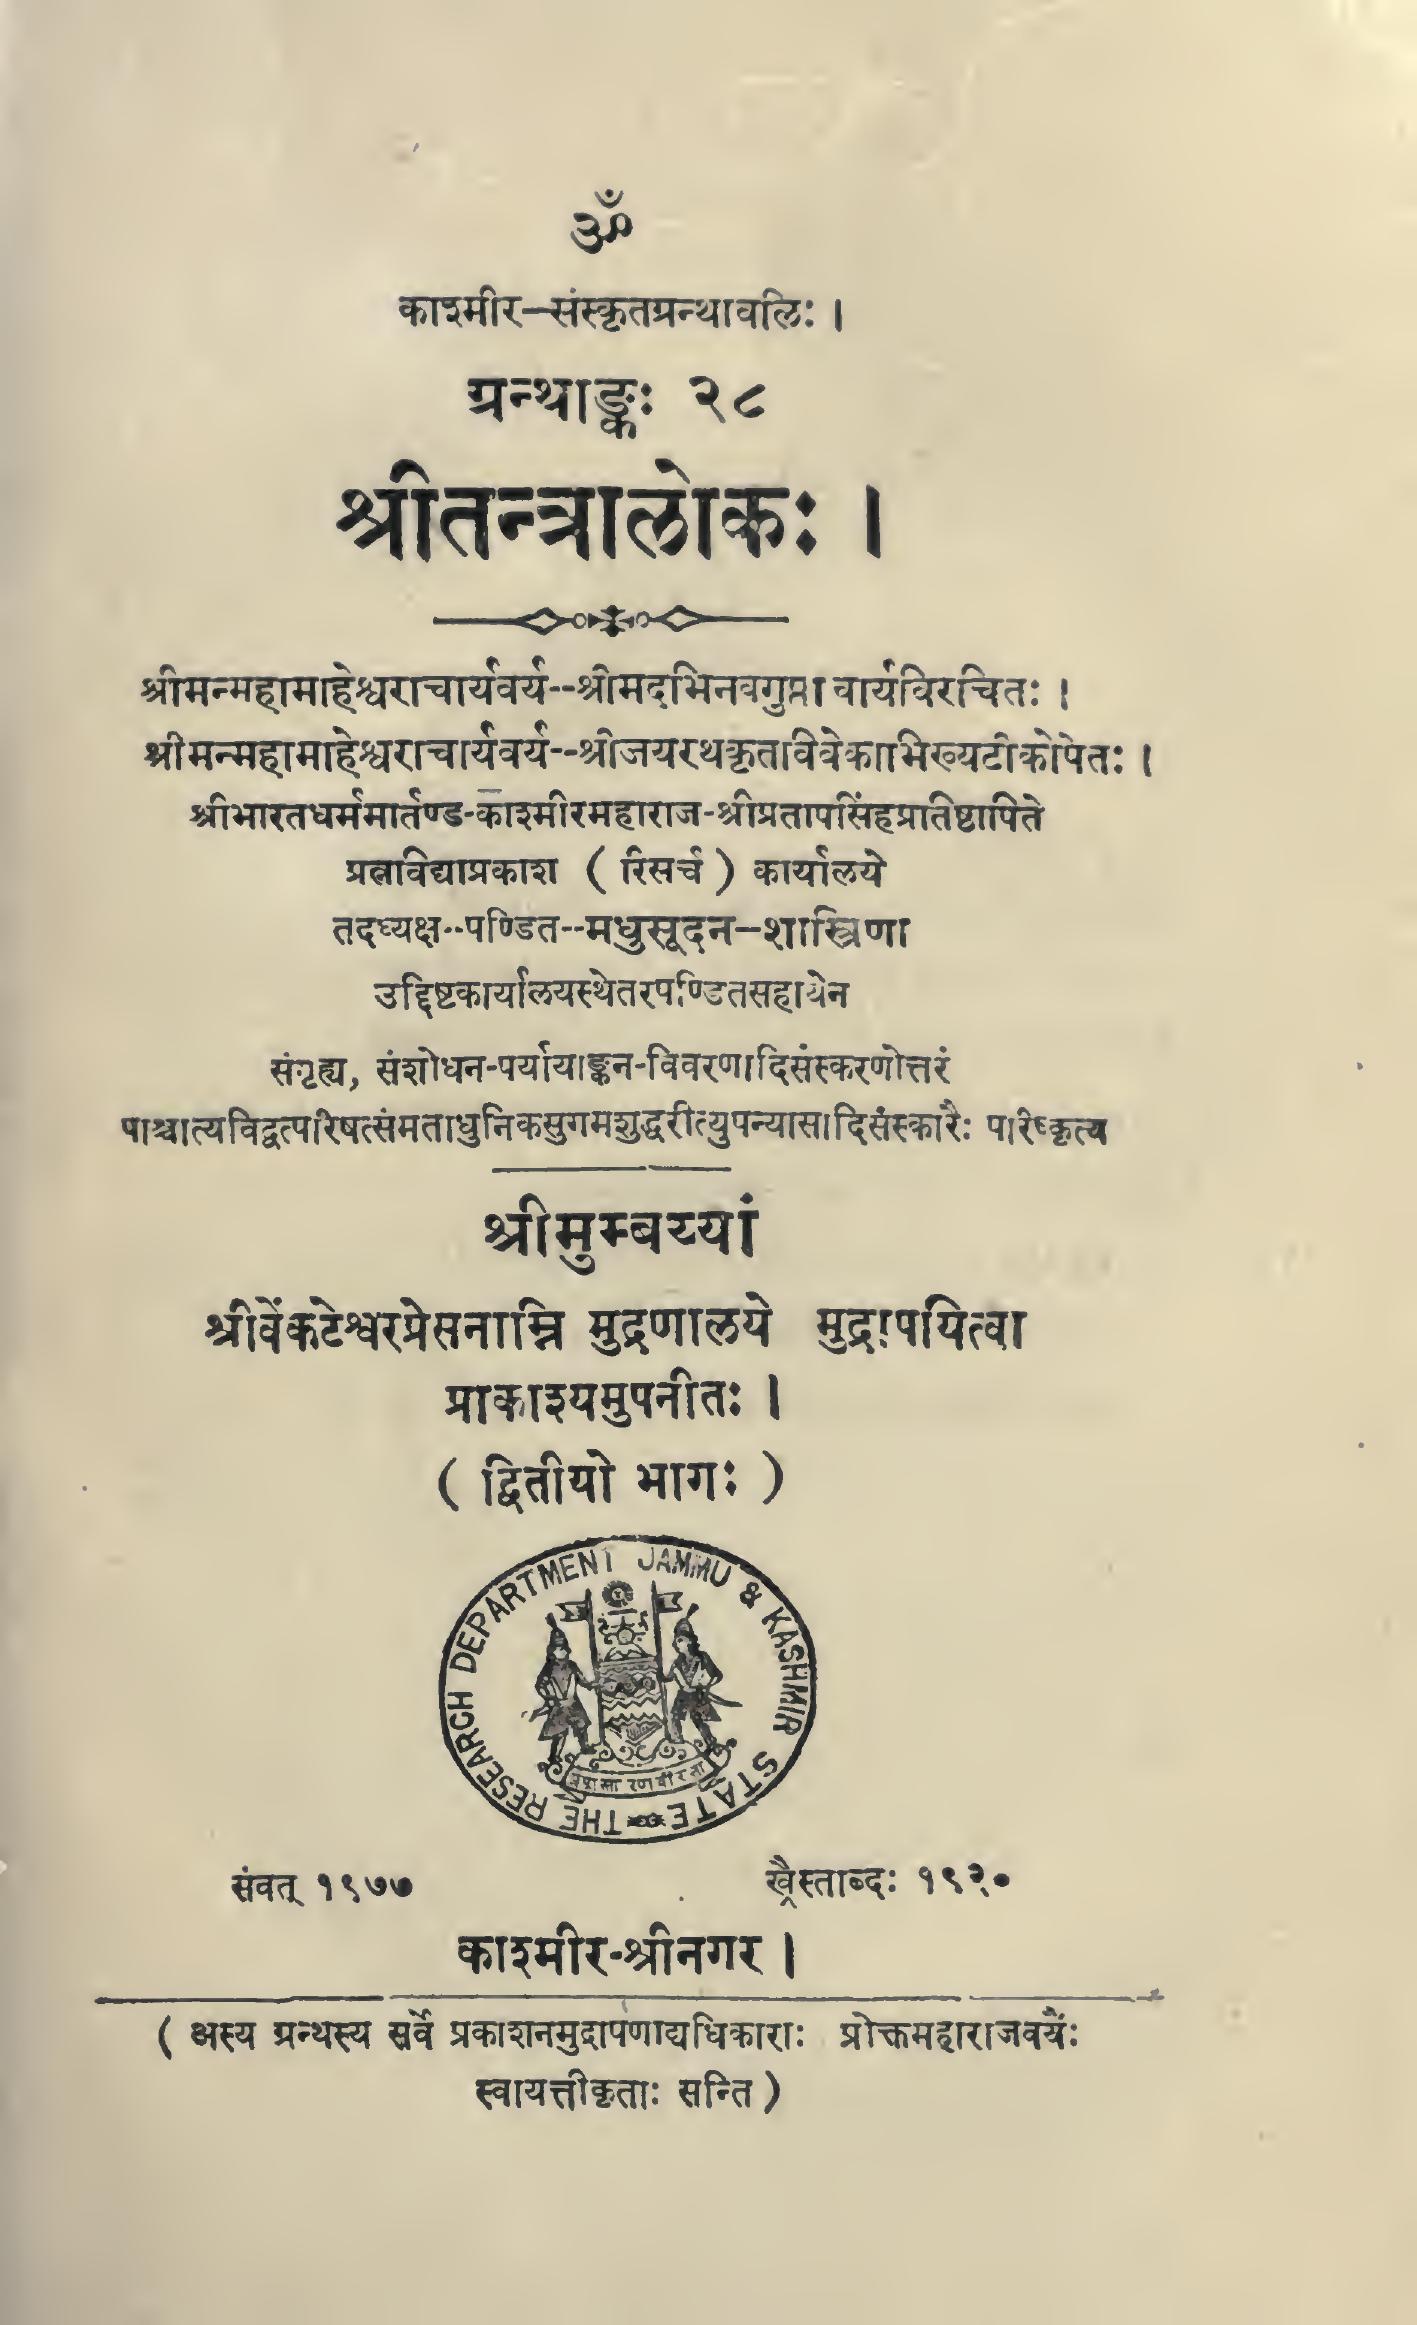 ॐ
काश्मीर–संस्कृतग्रन्थावलिः ।
ग्रन्थाङ्कः २८
श्रीतन्त्रालोकः ।
श्रीमन्महामाहेश्वराचार्यवर्य--श्रीमदभिनवगुप्ताचार्यविरचितः ।
श्रीमन्महामाहेश्वराचार्यवर्य--श्रीजयरथकृतविवेकाभिख्यटीकोपेतः ।
श्रीभारतधर्ममार्तण्ड-काश्मीरमहाराज-श्रीप्रतापसिंहप्रतिष्ठापिते
प्रत्नविद्याप्रकाश ( रिसर्च ) कार्यालये
तदध्यक्ष--पण्डित--मधुसूदन–शास्त्रिणा
उद्दिष्टकार्यालयस्थेतरपण्डितसहायेन
संगृह्य, संशोधन-पर्यायाङ्कन-विवरणादिसंस्करणोत्तरं
पाश्चात्यविद्वत्परिषत्संमताधुनिकसुगमशुद्धरीत्युपन्यासादिसंस्कारैः परिष्कृत्य
श्रीमुम्बय्यां
श्रीवेंकटेश्वरप्रेसनाम्नि मुद्रणालये मुद्रापयित्वा
प्राकाश्यमुपनीतः ।
( द्वितीयो भागः )
THE RESEARCH DEPARTMENT JAMMU & KASHMIR STATE
संवत् १९७७ ख्रैस्ताब्दः १९२०
काश्मीर-श्रीनगर ।
( अस्य ग्रन्थस्य सर्वे प्रकाशनमुद्रापणाद्यधिकाराः प्रोक्तमहाराजवर्यैः
स्वायत्तीकृताः सन्ति )